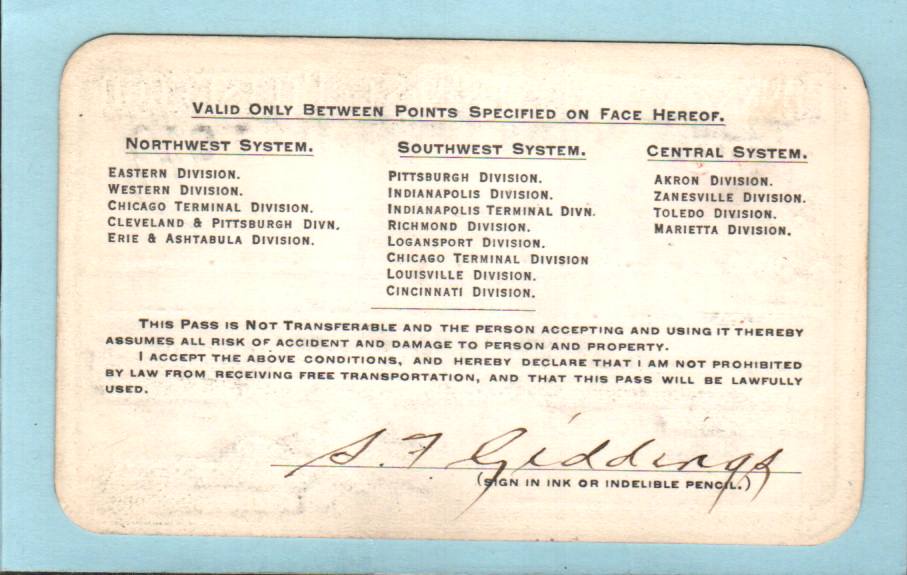 VALID ONLY BETWEEN POINTS SPECIFIED ON FACE HEREOF.
NORTHWEST SYSTEM.
EASTERN DIVISION.
WESTERN DIVISION.
CHICAGO TERMINAL DIVISION.
CLEVELAND & PITTSBURGH DIVN.
ERIE & ASHTABULA DIVISION.
SOUTHWEST SYSTEM.
PITTSBURGH DIVISION.
INDIANAPOLIS DIVISION.
INDIANAPOLIS TERMINAL DIVN.
RICHMOND DIVISION.
LOGANSPORT DIVISION.
CHICAGO TERMINAL DIVISION
LOUISVILLE DIVISION.
CINCINNATI DIVISION.
CENTRAL SYSTEM.
AKRON DIVISION.
ZANESVILLE DIVISION.
TOLEDO DIVISION.
MARIETTA DIVISION.
THIS PASS IS NOT TRANSFERABLE AND THE PERSON ACCEPTING AND USING IT THEREBY
ASSUMES ALL RISK OF ACCIDENT AND DAMAGE TO PERSON AND PROPERTY.
I ACCEPT THE ABOVE CONDITIONS, AND HEREBY DECLARE THAT I AM NOT PROHIBITED
BY LAW FROM RECEIVING FREE TRANSPORTATION, AND THAT THIS PASS WILL BE LAWFULLY
USED.
S. F Giddings
(SIGN IN INK OR INDELIBLE PENCIL.)